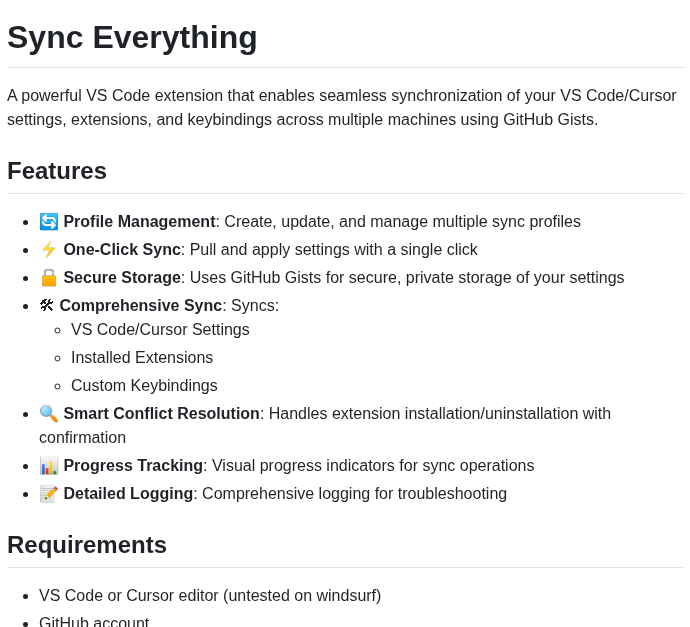 Sync Everything
A powerful VS Code extension that enables seamless synchronization of your VS Code/Cursor
settings, extensions, and keybindings across multiple machines using GitHub Gists.
Features
🔄 Profile Management: Create, update, and manage multiple sync profiles
⚡ One-Click Sync: Pull and apply settings with a single click
🔒 Secure Storage: Uses GitHub Gists for secure, private storage of your settings
🛠 Comprehensive Sync: Syncs:
VS Code/Cursor Settings
Installed Extensions
Custom Keybindings
🔍 Smart Conflict Resolution: Handles extension installation/uninstallation with
confirmation
📊 Progress Tracking: Visual progress indicators for sync operations
📝 Detailed Logging: Comprehensive logging for troubleshooting
Requirements
VS Code or Cursor editor (untested on windsurf)
GitHub account